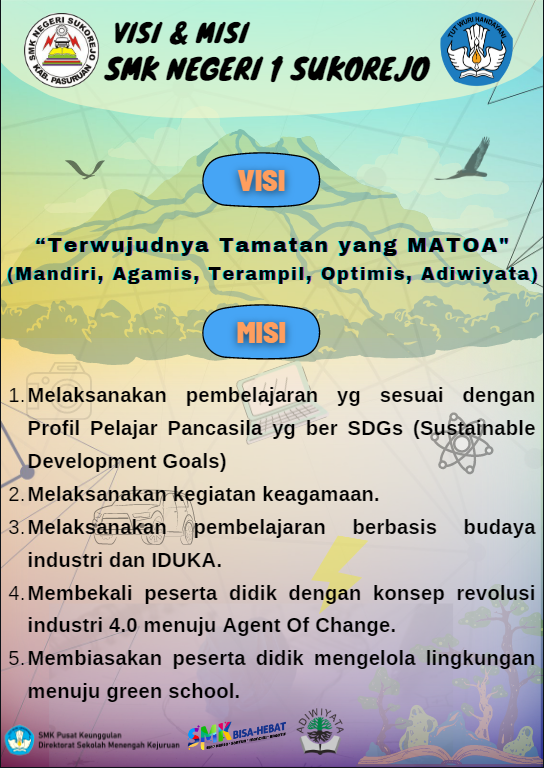 SMK NEGERI SUKOREJO
KAB. PASURUAN
VISI & MISI
SMK NEGERI 1 SUKOREJO
TUT WURI HANDAYANI
VISI
“Terwujudnya Tamatan yang MATOA"
(Mandiri, Agamis, Terampil, Optimis, Adiwiyata)
MISI
1. Melaksanakan pembelajaran yg sesuai dengan
Profil Pelajar Pancasila yg ber SDGs (Sustainable
Development Goals)
2. Melaksanakan kegiatan keagamaan.
3. Melaksanakan pembelajaran berbasis budaya
industri dan IDUKA.
4. Membekali peserta didik dengan konsep revolusi
industri 4.0 menuju Agent Of Change.
5. Membiasakan peserta didik mengelola lingkungan
menuju green school.
SMK Pusat Keunggulan
Direktorat Sekolah Menengah Kejuruan
SMK BISA-HEBAT
ADIWIYATA